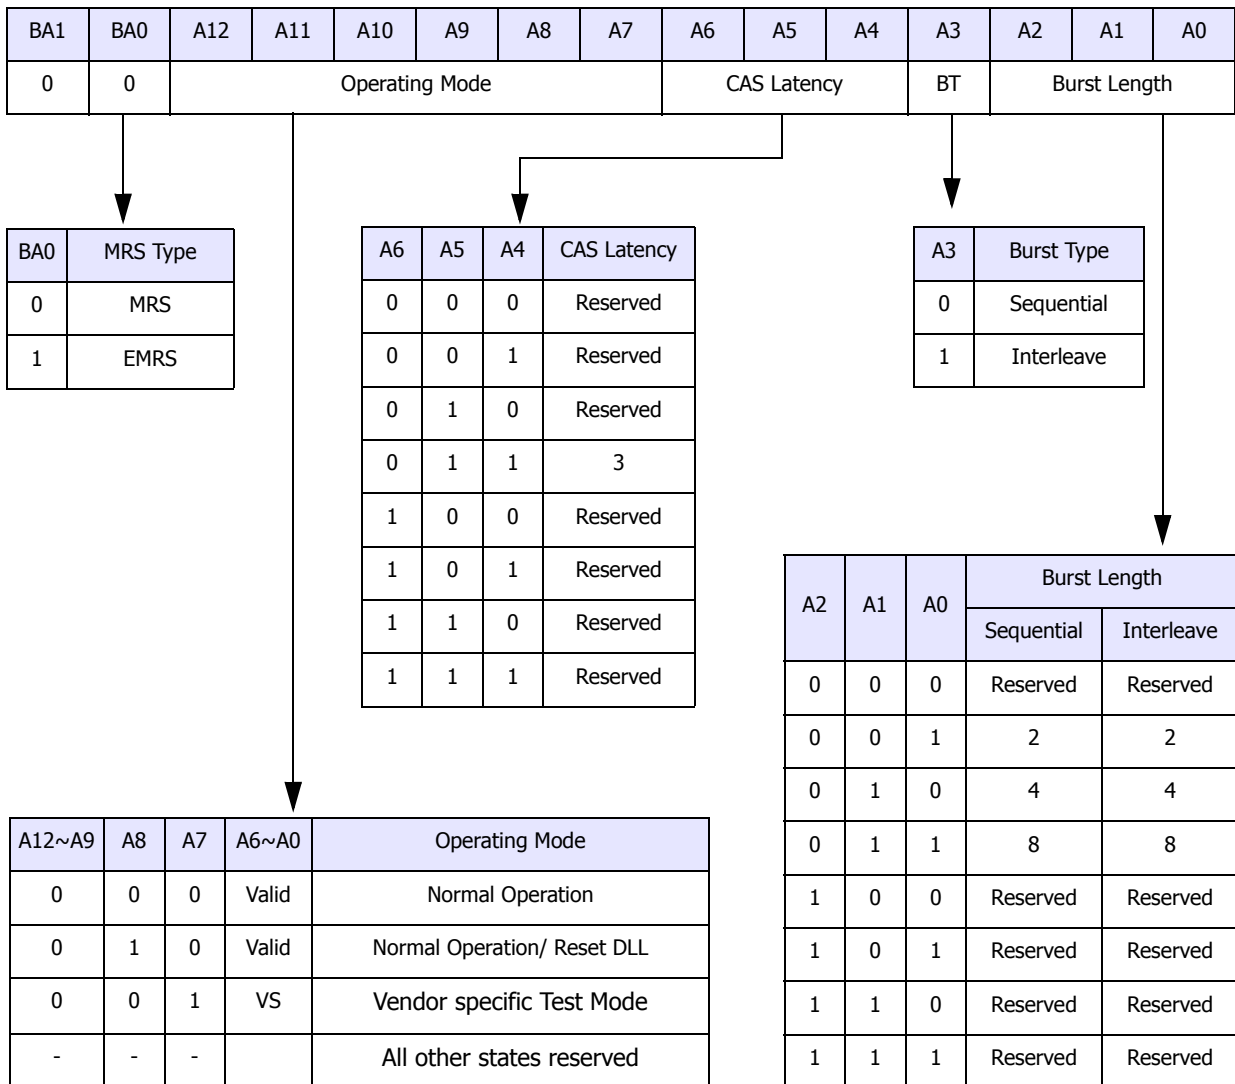 BA1 BA0 A12 A11 A10 A9 A8 A7 A6 A5 A4 A3 A2 A1 A0
0 0 Operating Mode CAS Latency BT Burst Length
BA0 MRS Type
0 MRS
1 EMRS
A6 A5 A4 CAS Latency
0 0 0 Reserved
0 0 1 Reserved
0 1 0 Reserved
0 1 1 3
1 0 0 Reserved
1 0 1 Reserved
1 1 0 Reserved
1 1 1 Reserved
A3 Burst Type
0 Sequential
1 Interleave
A2 A1 A0 Burst Length
Sequential Interleave
0 0 0 Reserved Reserved
0 0 1 2 2
0 1 0 4 4
0 1 1 8 8
1 0 0 Reserved Reserved
1 0 1 Reserved Reserved
1 1 0 Reserved Reserved
1 1 1 Reserved Reserved
A12~A9 A8 A7 A6~A0 Operating Mode
0 0 0 Valid Normal Operation
0 1 0 Valid Normal Operation/ Reset DLL
0 0 1 VS Vendor specific Test Mode
- - - All other states reserved